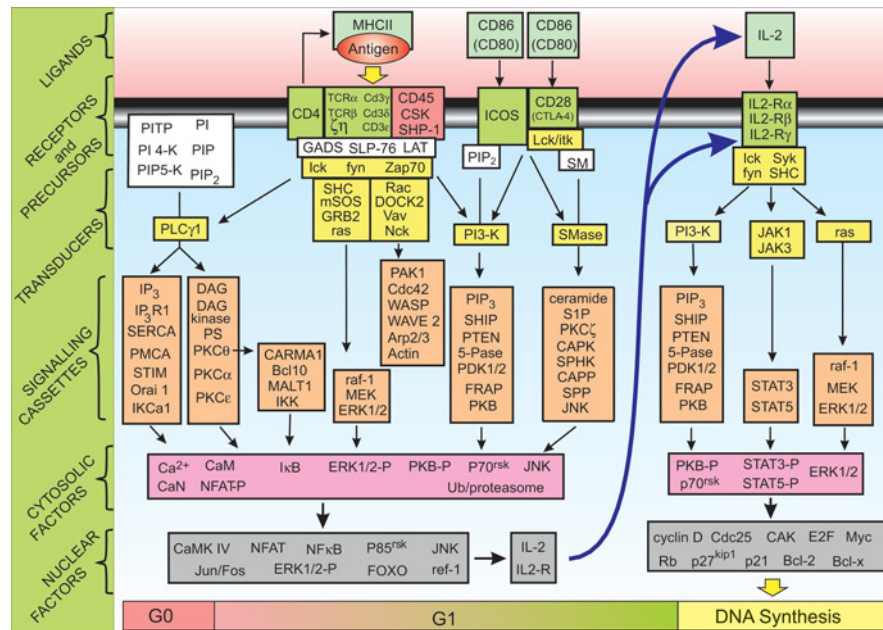 LIGANDS
RECEPTORS
and
PRECURSORS
TRANSDUCERS
SIGNALLING
CASSETTES
CYTOSOLIC
FACTORS
NUCLEAR
FACTORS
MHCII
Antigen
CD86
(CD80)
CD86
(CD80)
IL-2
PITP PI
PI 4-K PIP
PIP5-K PIP2
CD4
TCRα Cd3γ
TCRβ Cd3δ
ζη CD3ε
CD45
CSK
SHP-1
GADS SLP-76 LAT
lck fyn Zap70
ICOS
CD28
(CTLA-4)
Lck/itk
PIP2
SM
IL2-Rα
IL2-Rβ
IL2-Rγ
lck Syk
fyn SHC
PLCγ1
SHC
mSOS
GRB2
ras
Rac
DOCK2
Vav
Nck
PI3-K
SMase
PI3-K
JAK1
JAK3
ras
IP3
IP3R1
SERCA
PMCA
STIM
Orai 1
IKCa1
DAG
DAG
kinase
PS
PKCθ
PKCα
PKCε
CARMA1
Bcl10
MALT1
IKK
raf-1
MEK
ERK1/2
PAK1
Cdc42
WASP
WAVE 2
Arp2/3
Actin
PIP3
SHIP
PTEN
5-Pase
PDK1/2
FRAP
PKB
ceramide
S1P
PKCζ
CAPK
SPHK
CAPP
SPP
JNK
PIP3
SHIP
PTEN
5-Pase
PDK1/2
FRAP
PKB
STAT3
STAT5
raf-1
MEK
ERK1/2
Ca2+ CaM IκB ERK1/2-P PKB-P P70rsk JNK
CaN NFAT-P Ub/proteasome
PKB-P STAT3-P ERK1/2
p70rsk STAT5-P
CaMK IV NFAT NFκB P85rsk JNK
Jun/Fos ERK1/2-P FOXO ref-1
IL-2
IL2-R
cyclin D Cdc25 CAK E2F Myc
Rb p27kip1 p21 Bcl-2 Bcl-x
G0 G1 DNA Synthesis